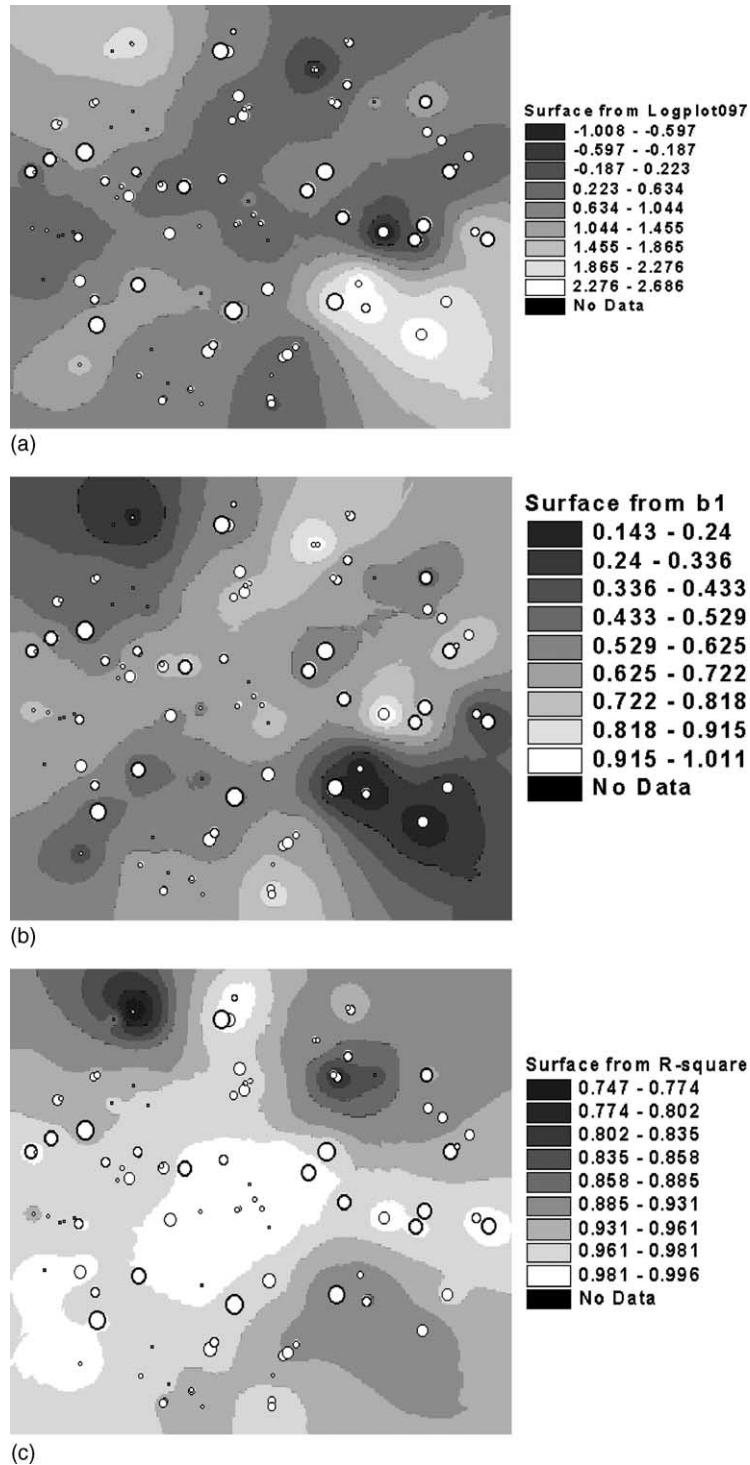 Surface from Logplot097
-1.008 - -0.597
-0.597 - -0.187
-0.187 - 0.223
0.223 - 0.634
0.634 - 1.044
1.044 - 1.455
1.455 - 1.865
1.865 - 2.276
2.276 - 2.686
No Data
(a)
Surface from b1
0.143 - 0.24
0.24 - 0.336
0.336 - 0.433
0.433 - 0.529
0.529 - 0.625
0.625 - 0.722
0.722 - 0.818
0.818 - 0.915
0.915 - 1.011
No Data
(b)
Surface from R-square
0.747 - 0.774
0.774 - 0.802
0.802 - 0.835
0.835 - 0.858
0.858 - 0.885
0.885 - 0.931
0.931 - 0.961
0.961 - 0.981
0.981 - 0.996
No Data
(c)